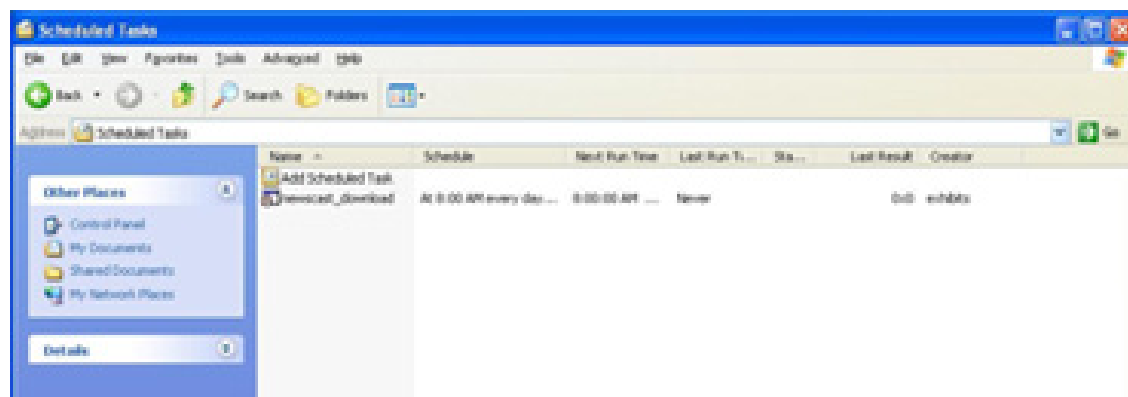 Scheduled Tasks
File Edit View Favorites Tools Advanced Help
Back Search Folders
Address Scheduled Tasks Go
Name Schedule Next Run Time Last Run Ti... Sta... Last Result Creator
Add Scheduled Task
newscast_download At 8:00 AM every day ... 8:00:00 AM .... Never 0x0 exhibits
Other Places
Control Panel
My Documents
Shared Documents
My Network Places
Details